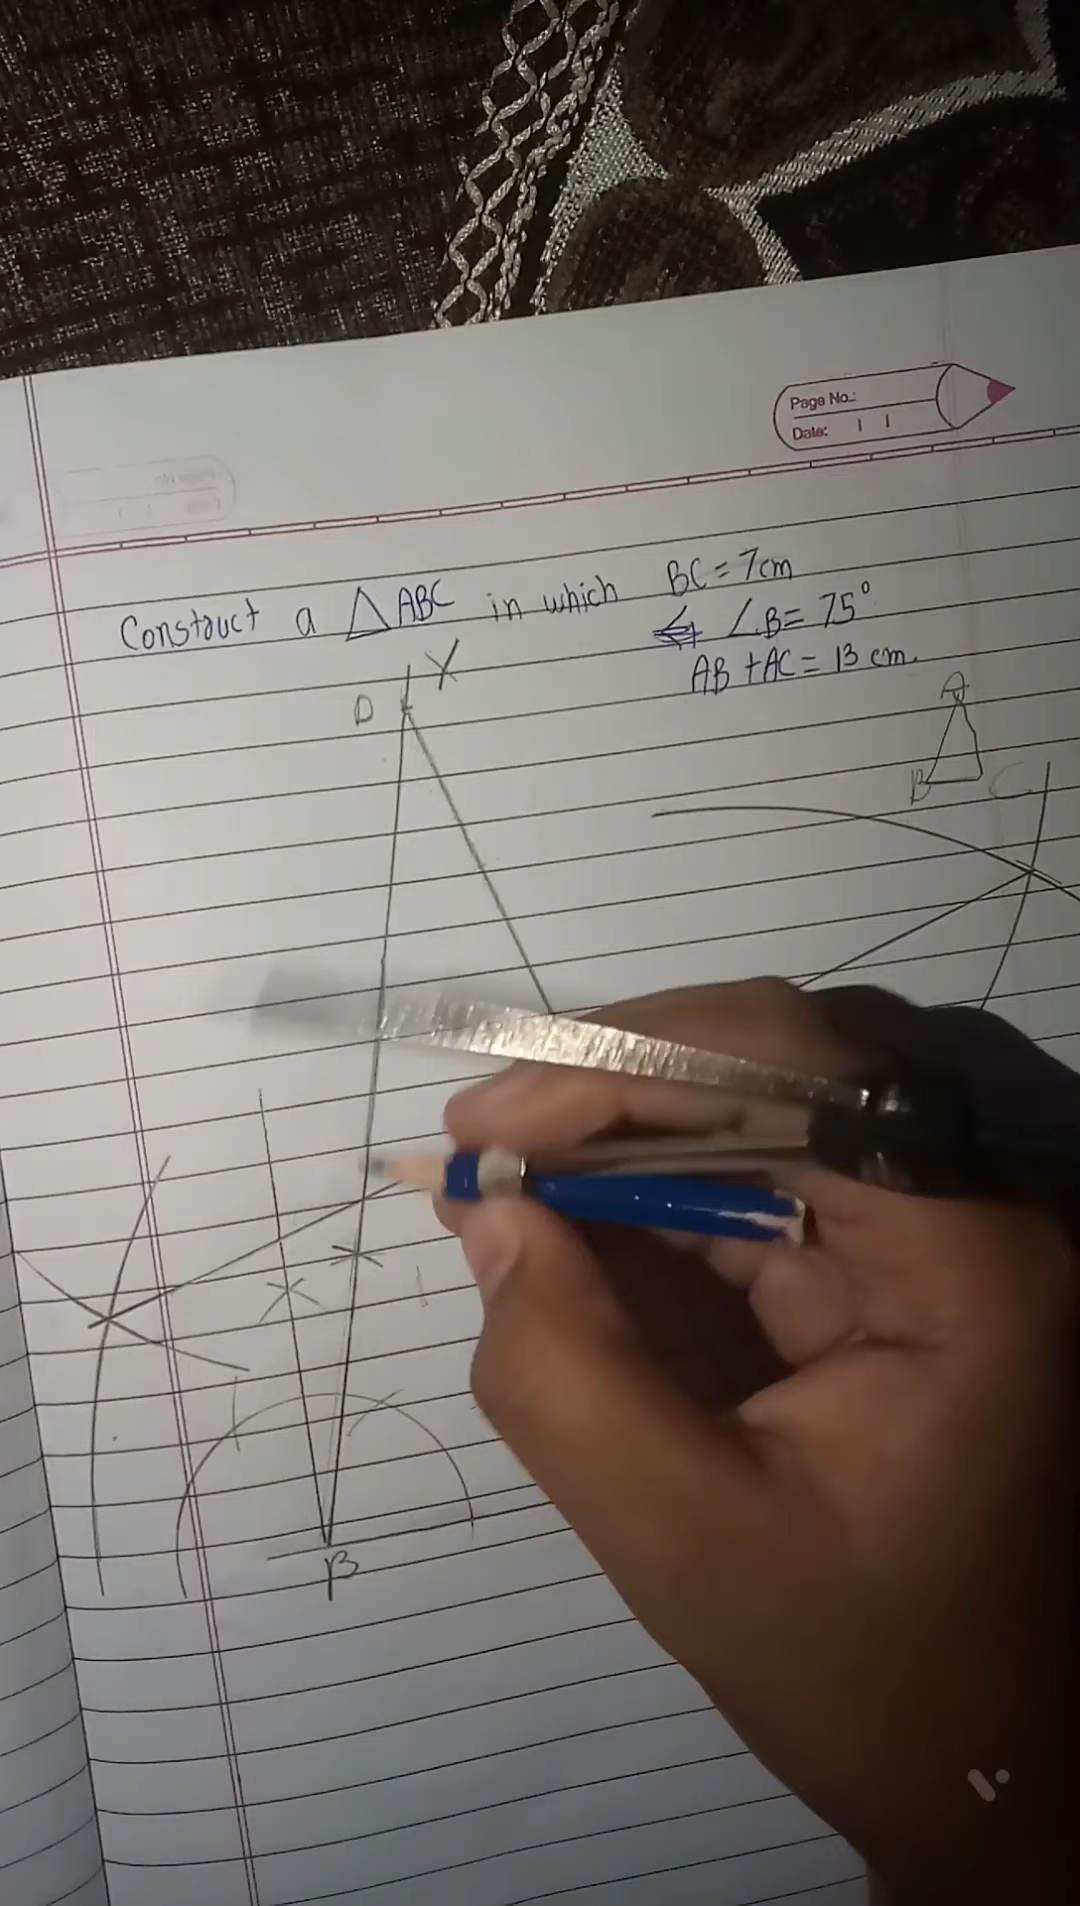 Page No.:
Date:
Construct a △ABC in which BC = 7cm
∠B = 75°
AB + AC = 13 cm.
D Y
A
B C
B